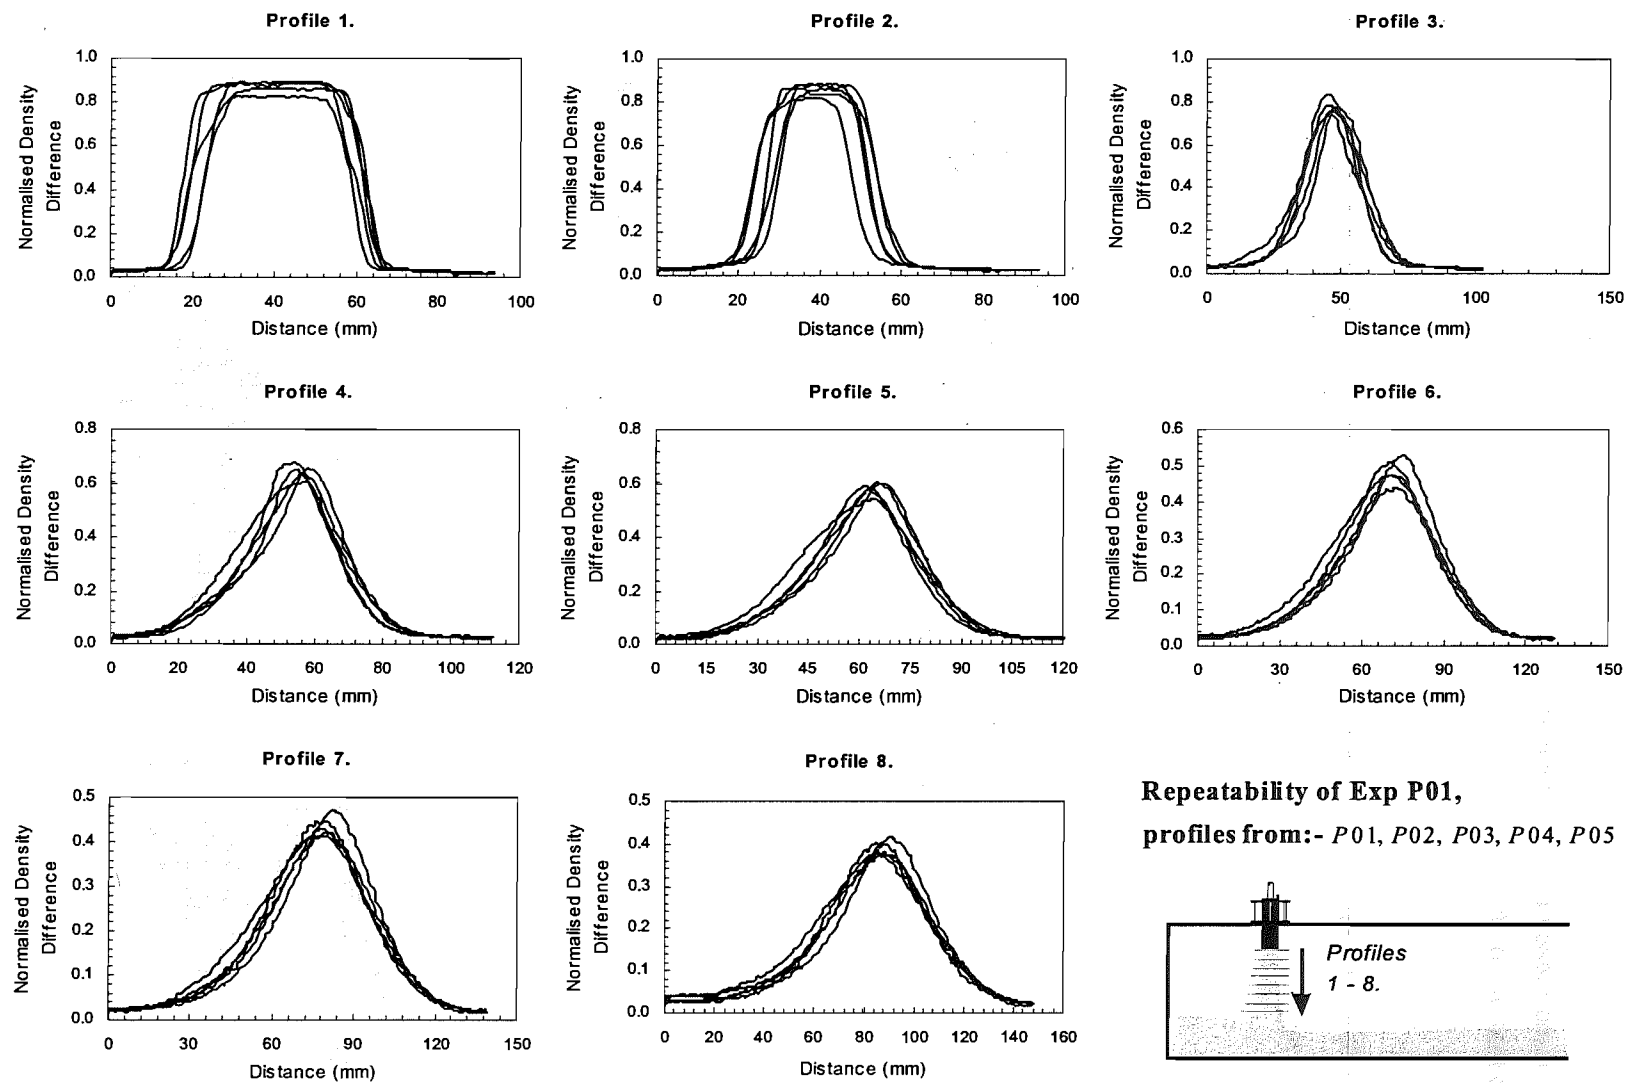 Profile 1.
1.0
0.8
0.6
0.4
0.2
0.0
Normalised Density
Difference
0 20 40 60 80 100
Distance (mm)
Profile 2.
1.0
0.8
0.6
0.4
0.2
0.0
Normalised Density
Difference
0 20 40 60 80 100
Distance (mm)
Profile 3.
1.0
0.8
0.6
0.4
0.2
0.0
Normalised Density
Difference
0 50 100 150
Distance (mm)
Profile 4.
0.8
0.6
0.4
0.2
0.0
Normalised Density
Difference
0 20 40 60 80 100 120
Distance (mm)
Profile 5.
0.8
0.6
0.4
0.2
0.0
Normalised Density
Difference
0 15 30 45 60 75 90 105 120
Distance (mm)
Profile 6.
0.6
0.5
0.4
0.3
0.2
0.1
0.0
Normalised Density
Difference
0 30 60 90 120 150
Distance (mm)
Profile 7.
0.5
0.4
0.3
0.2
0.1
0.0
Normalised Density
Difference
0 30 60 90 120 150
Distance (mm)
Profile 8.
0.5
0.4
0.3
0.2
0.1
0.0
Normalised Density
Difference
0 20 40 60 80 100 120 140 160
Distance (mm)
Repeatability of Exp P01,
profiles from:- P01, P02, P03, P04, P05
Profiles
1 - 8.